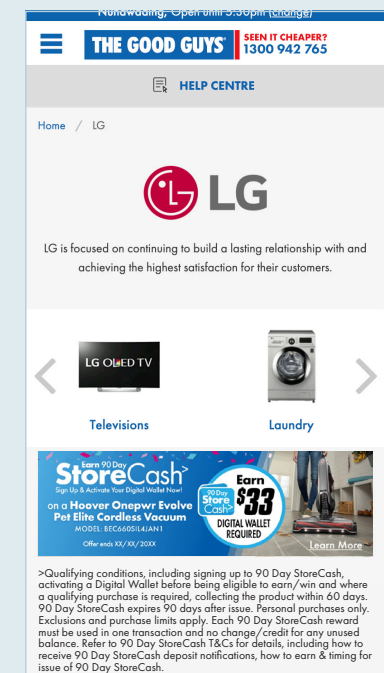 Nunawading, Open until 5:30pm (change)
THE GOOD GUYS
SEEN IT CHEAPER?
1300 942 765
HELP CENTRE
Home / LG
LG
LG is focused on continuing to build a lasting relationship with and
achieving the highest satisfaction for their customers.
LG OLED TV
Televisions
Laundry
Earn 90 Day
StoreCash>
Sign Up & Activate Your Digital Wallet Now!
on a Hoover Onepwr Evolve
Pet Elite Cordless Vacuum
MODEL: BEC660SIL4JAN1
Offer ends XX/XX/20XX
Earn
90 Day
Store
Cash>
$33
DIGITAL WALLET
REQUIRED
Learn More
>Qualifying conditions, including signing up to 90 Day StoreCash,
activating a Digital Wallet before being eligible to earn/win and where
a qualifying purchase is required, collecting the product within 60 days.
90 Day StoreCash expires 90 days after issue. Personal purchases only.
Exclusions and purchase limits apply. Each 90 Day StoreCash reward
must be used in one transaction and no change/credit for any unused
balance. Refer to 90 Day StoreCash T&Cs for details, including how to
receive 90 Day StoreCash deposit notifications, how to earn & timing for
issue of 90 Day StoreCash.